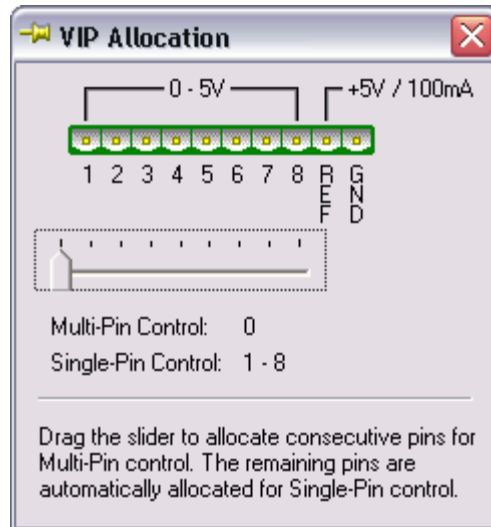 VIP Allocation
0 - 5V +5V / 100mA
1 2 3 4 5 6 7 8 REF GND
Multi-Pin Control: 0
Single-Pin Control: 1 - 8
Drag the slider to allocate consecutive pins for
Multi-Pin control. The remaining pins are
automatically allocated for Single-Pin control.